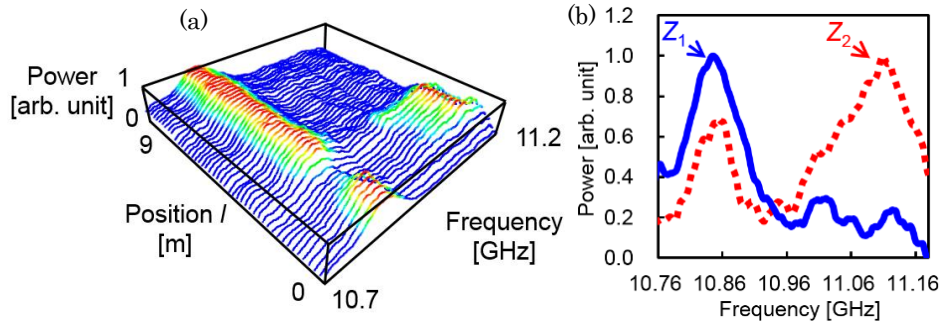 (a)
Power
[arb. unit]
1
0
9
Position l
[m]
0
10.7
Frequency
[GHz]
11.2
(b)
Power [arb. unit]
1.2
1.0
0.8
0.6
0.4
0.2
0.0
Z1
Z2
10.76 10.86 10.96 11.06 11.16
Frequency [GHz]